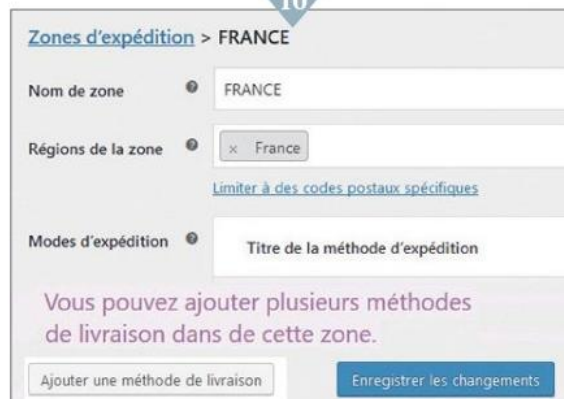 10
Zones d'expédition > FRANCE
Nom de zone FRANCE
Régions de la zone × France
Limiter à des codes postaux spécifiques
Modes d'expédition Titre de la méthode d'expédition
Vous pouvez ajouter plusieurs méthodes
de livraison dans de cette zone.
Ajouter une méthode de livraison Enregistrer les changements